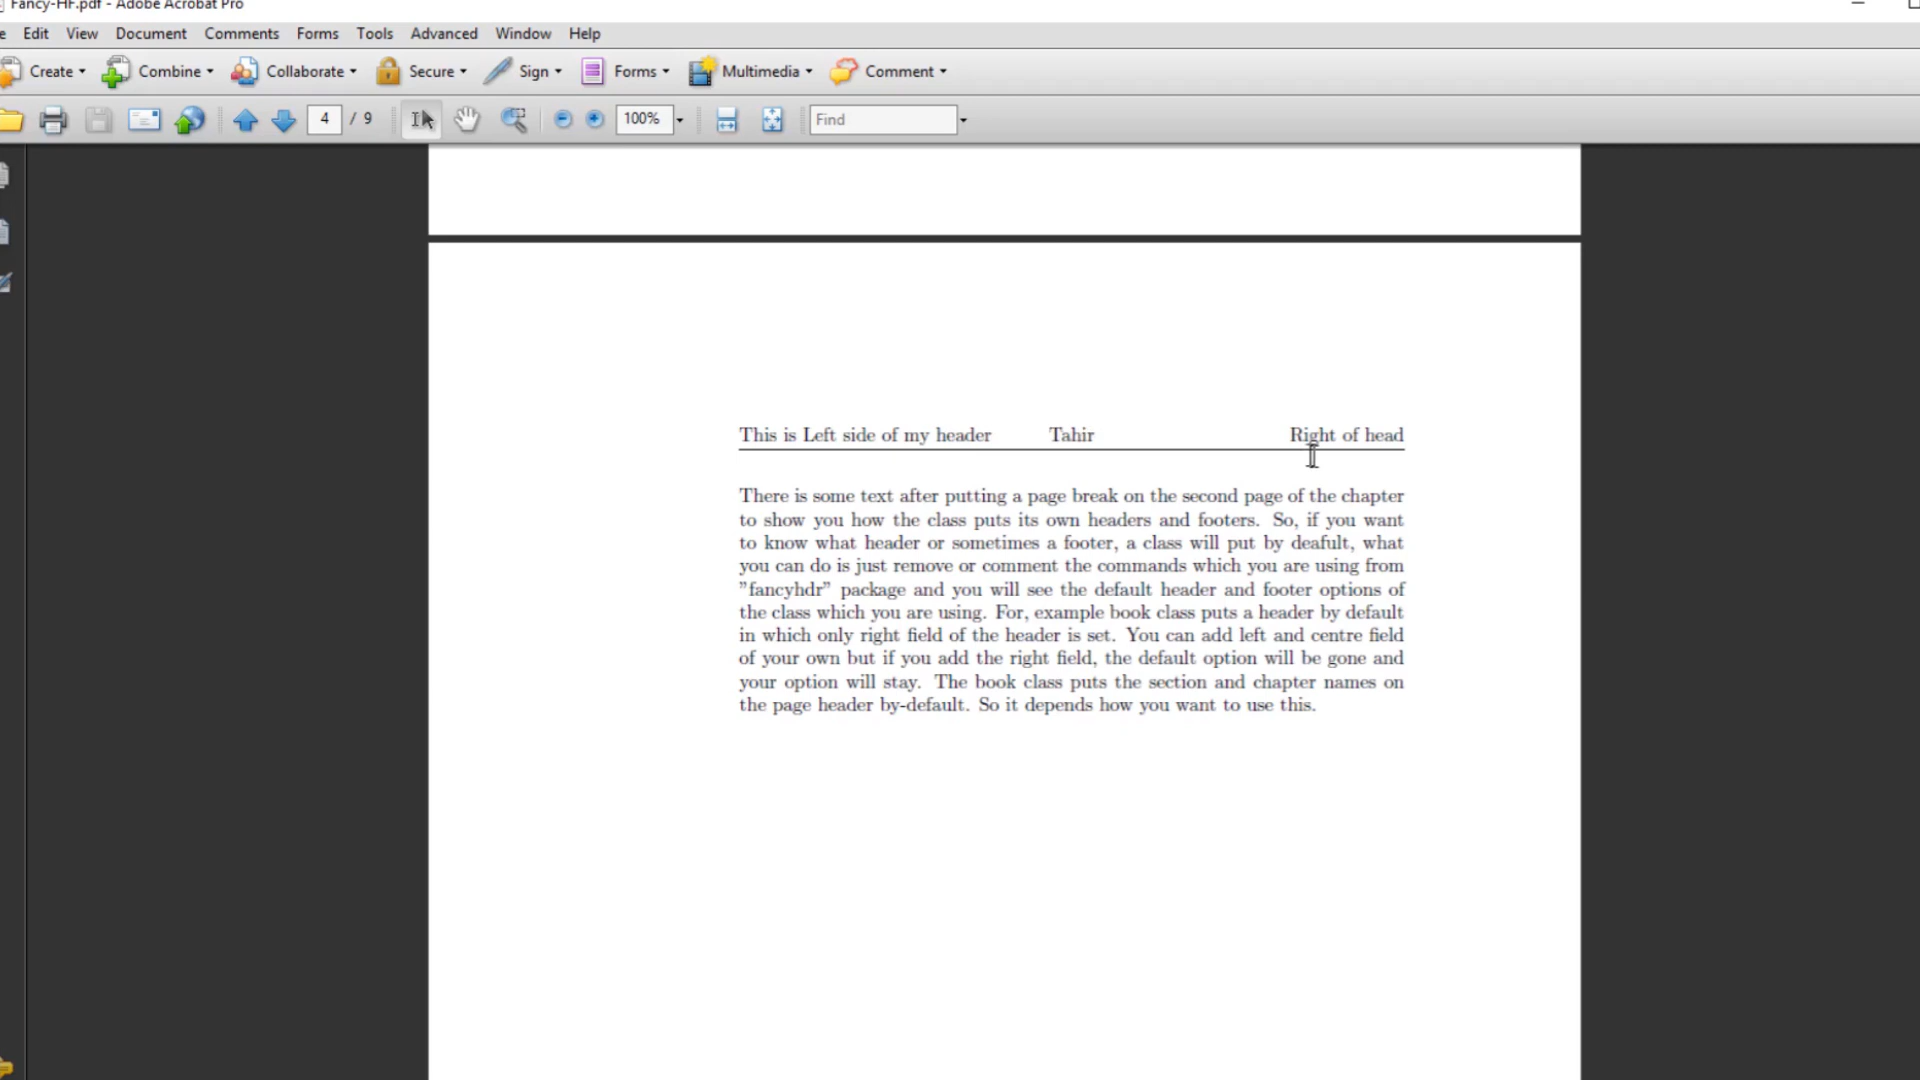 Fancy-HF.pdf - Adobe Acrobat Pro
Edit View Document Comments Forms Tools Advanced Window Help
Create Combine Collaborate Secure Sign Forms Multimedia Comment
4 / 9 100% Find
This is Left side of my header Tahir Right of head
There is some text after putting a page break on the second page of the chapter
to show you how the class puts its own headers and footers. So, if you want
to know what header or sometimes a footer, a class will put by deafult, what
you can do is just remove or comment the commands which you are using from
”fancyhdr” package and you will see the default header and footer options of
the class which you are using. For, example book class puts a header by default
in which only right field of the header is set. You can add left and centre field
of your own but if you add the right field, the default option will be gone and
your option will stay. The book class puts the section and chapter names on
the page header by-default. So it depends how you want to use this.